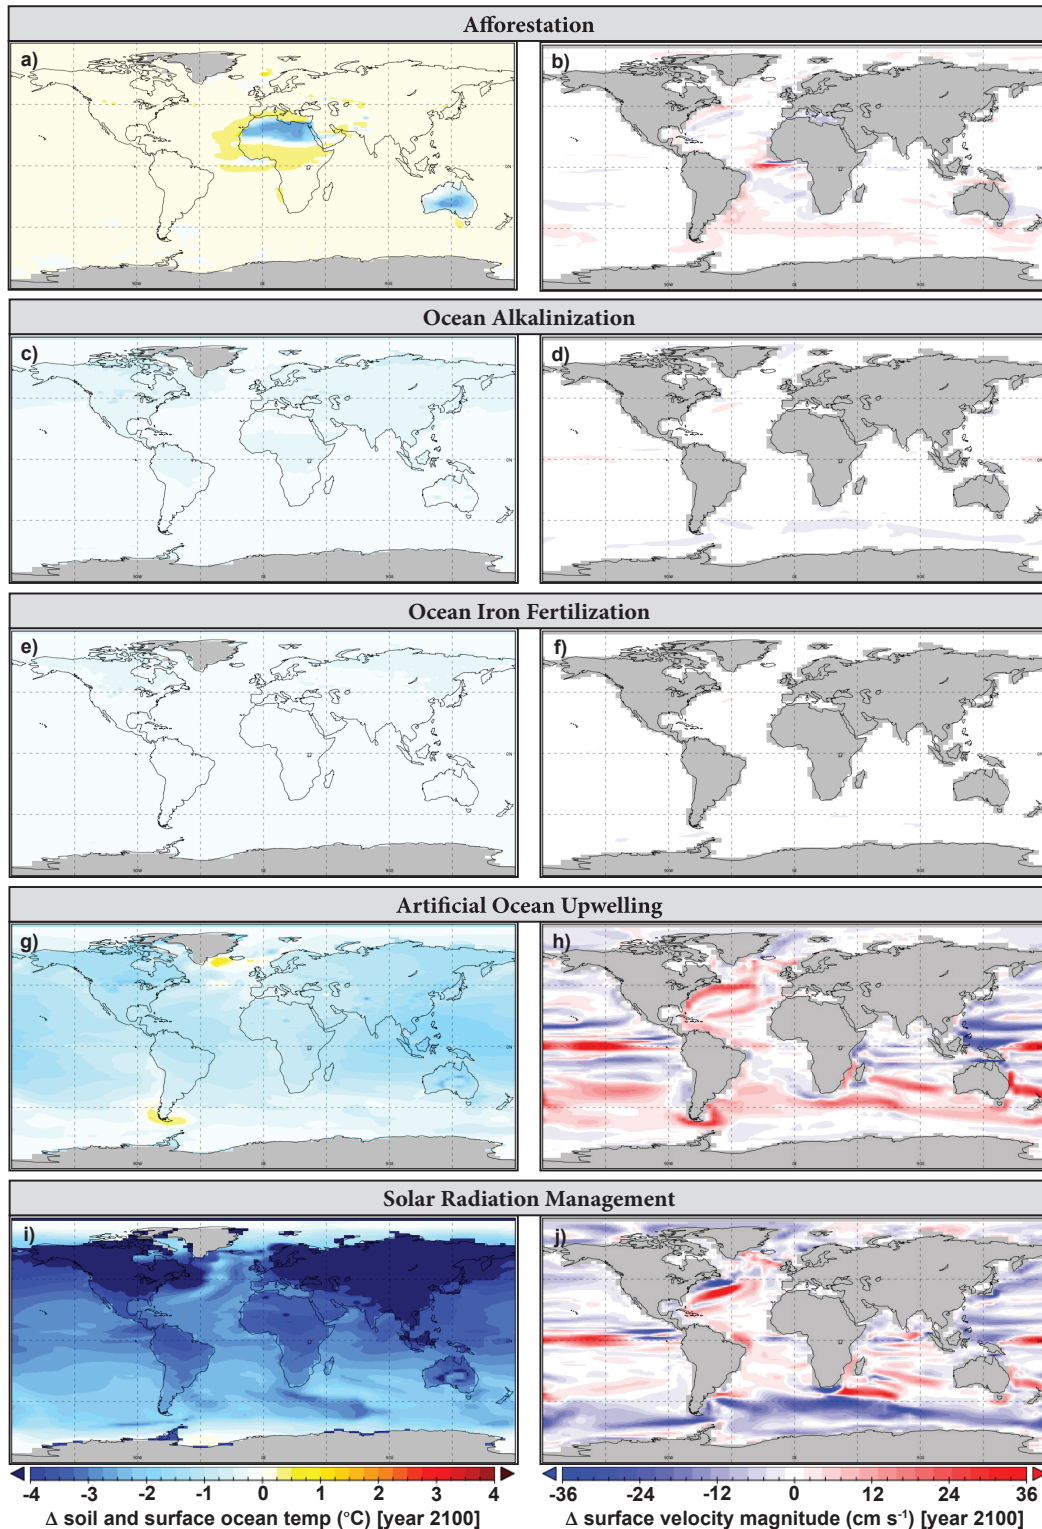 Afforestation
a)
b)
Ocean Alkalinization
c)
d)
Ocean Iron Fertilization
e)
f)
Artificial Ocean Upwelling
g)
h)
Solar Radiation Management
i)
j)
-4 -3 -2 -1 0 1 2 3 4
Δ soil and surface ocean temp (°C) [year 2100]
-36 -24 -12 0 12 24 36
Δ surface velocity magnitude (cm s⁻¹) [year 2100]